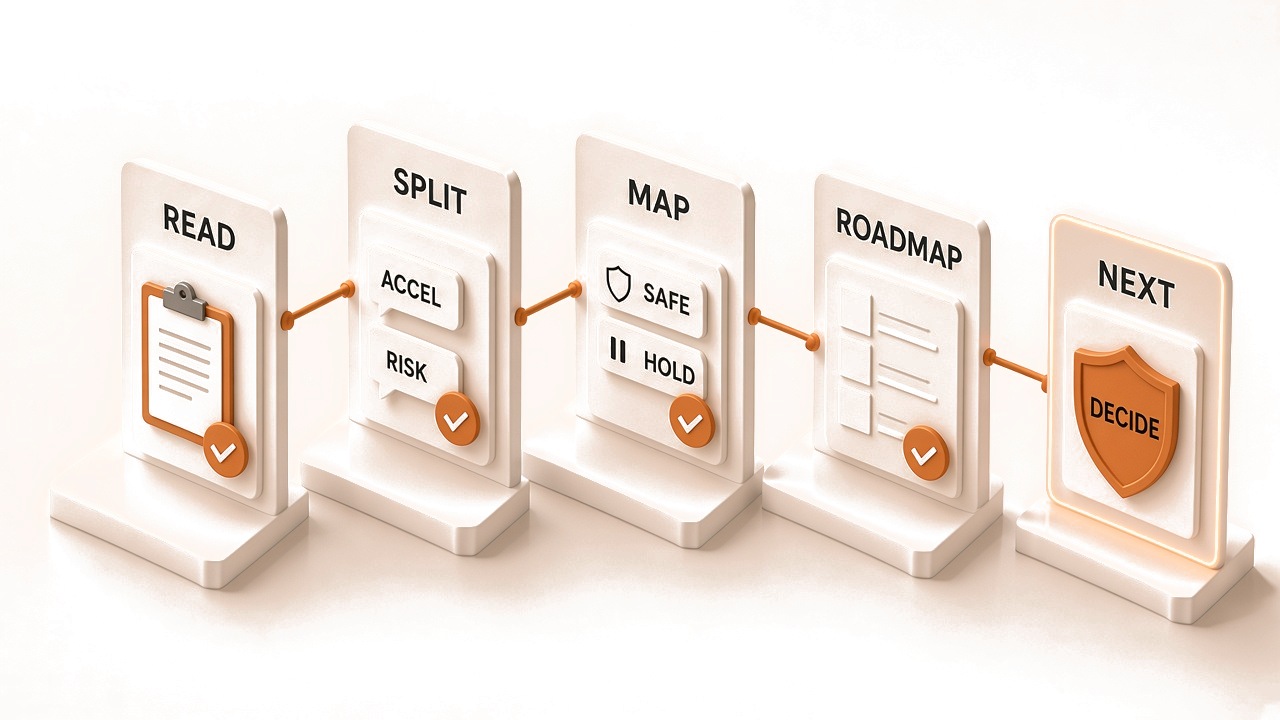 READ
SPLIT
ACCEL
RISK
MAP
SAFE
HOLD
ROADMAP
NEXT
DECIDE